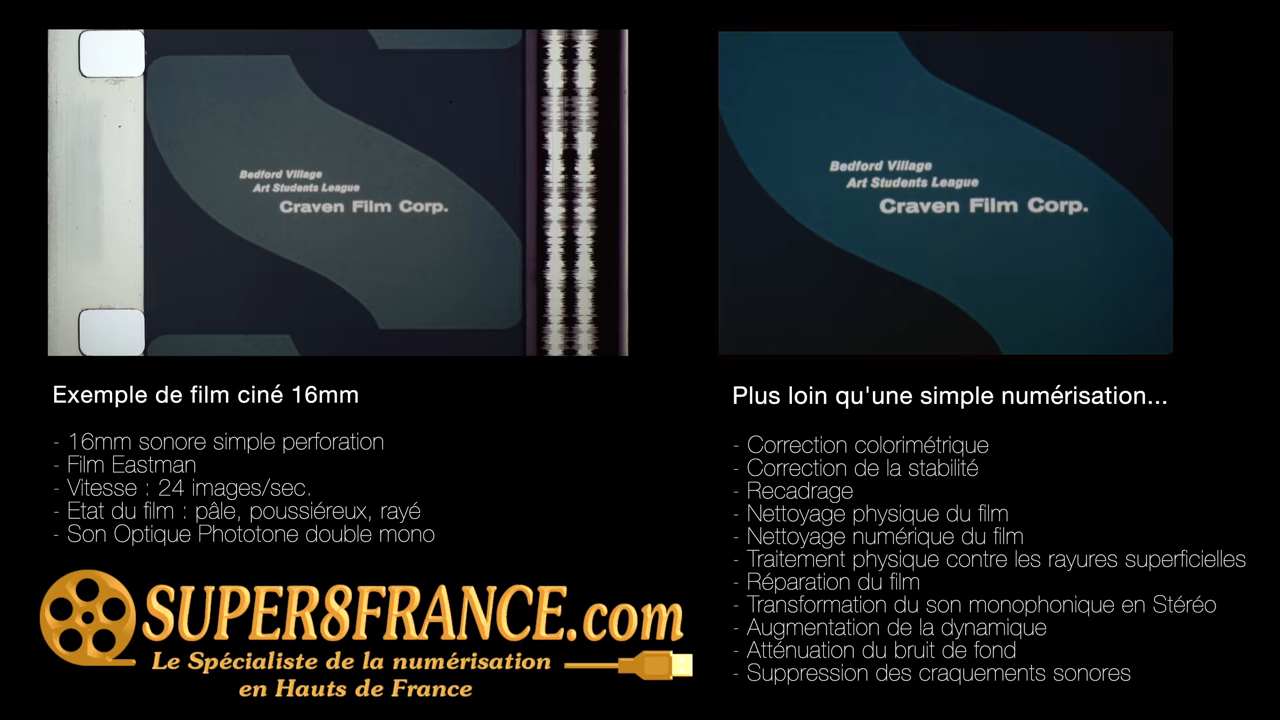 Bedford Village
Art Students League
Craven Film Corp.
Exemple de film ciné 16mm
- 16mm sonore simple perforation
- Film Eastman
- Vitesse : 24 images/sec.
- Etat du film : pâle, poussiéreux, rayé
- Son Optique Phototone double mono
SUPER8FRANCE.com
Le Spécialiste de la numérisation
en Hauts de France
Bedford Village
Art Students League
Craven Film Corp.
Plus loin qu'une simple numérisation...
- Correction colorimétrique
- Correction de la stabilité
- Recadrage
- Nettoyage physique du film
- Nettoyage numérique du film
- Traitement physique contre les rayures superficielles
- Réparation du film
- Transformation du son monophonique en Stéréo
- Augmentation de la dynamique
- Atténuation du bruit de fond
- Suppression des craquements sonores